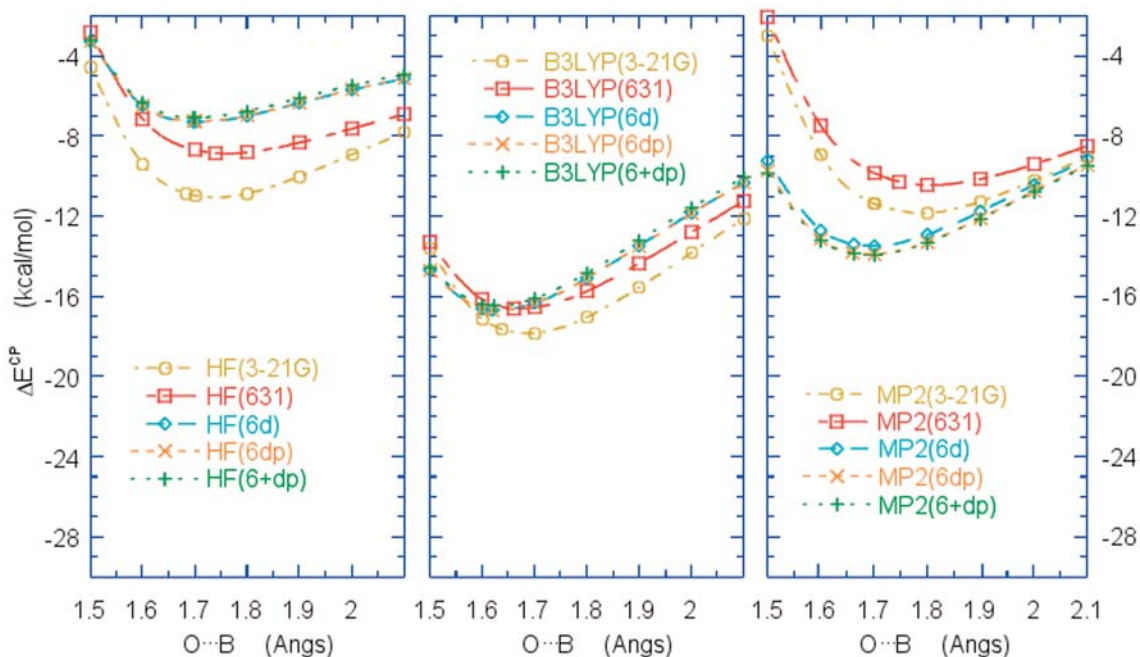 -4
-8
-12
-16
-20
-24
-28
ΔE^CP (kcal/mol)
HF(3-21G)
HF(631)
HF(6d)
HF(6dp)
HF(6+dp)
1.5 1.6 1.7 1.8 1.9 2
O···B (Angs)
B3LYP(3-21G)
B3LYP(631)
B3LYP(6d)
B3LYP(6dp)
B3LYP(6+dp)
1.5 1.6 1.7 1.8 1.9 2
O···B (Angs)
MP2(3-21G)
MP2(631)
MP2(6d)
MP2(6dp)
MP2(6+dp)
1.5 1.6 1.7 1.8 1.9 2.0 2.1
O···B (Angs)
-4
-8
-12
-16
-20
-24
-28